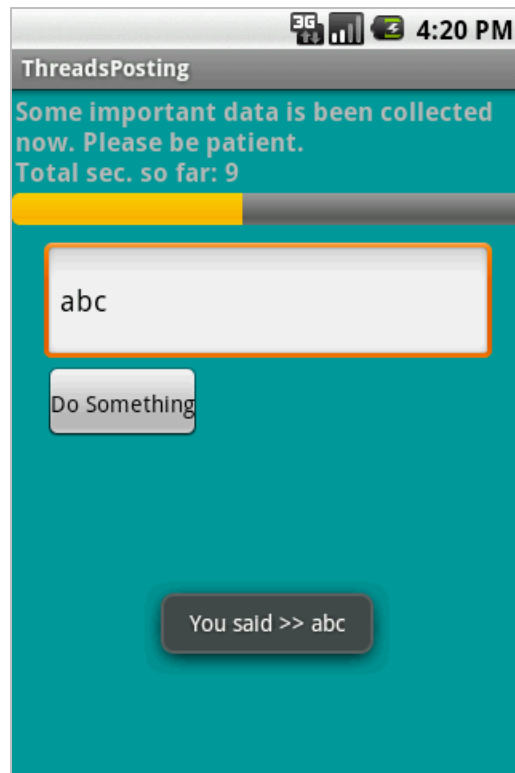 3G 4:20 PM
ThreadsPosting
Some important data is been collected
now. Please be patient.
Total sec. so far: 9
abc
Do Something
You said >> abc